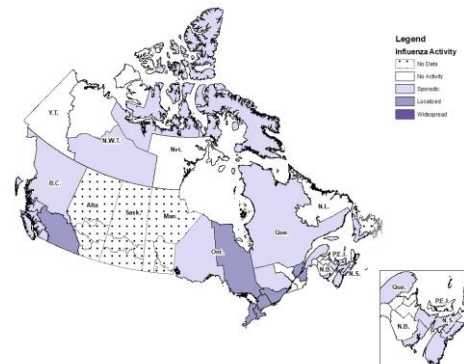 Legend
Influenza Activity
No Data
No Activity
Sporadic
Localized
Widespread
Y.T.
N.W.T.
Nvt.
B.C.
Alta.
Sask.
Man.
Ont.
Que.
N.L.
P.E.I.
N.B.
N.S.
Que.
P.E.I.
N.B.
N.S.